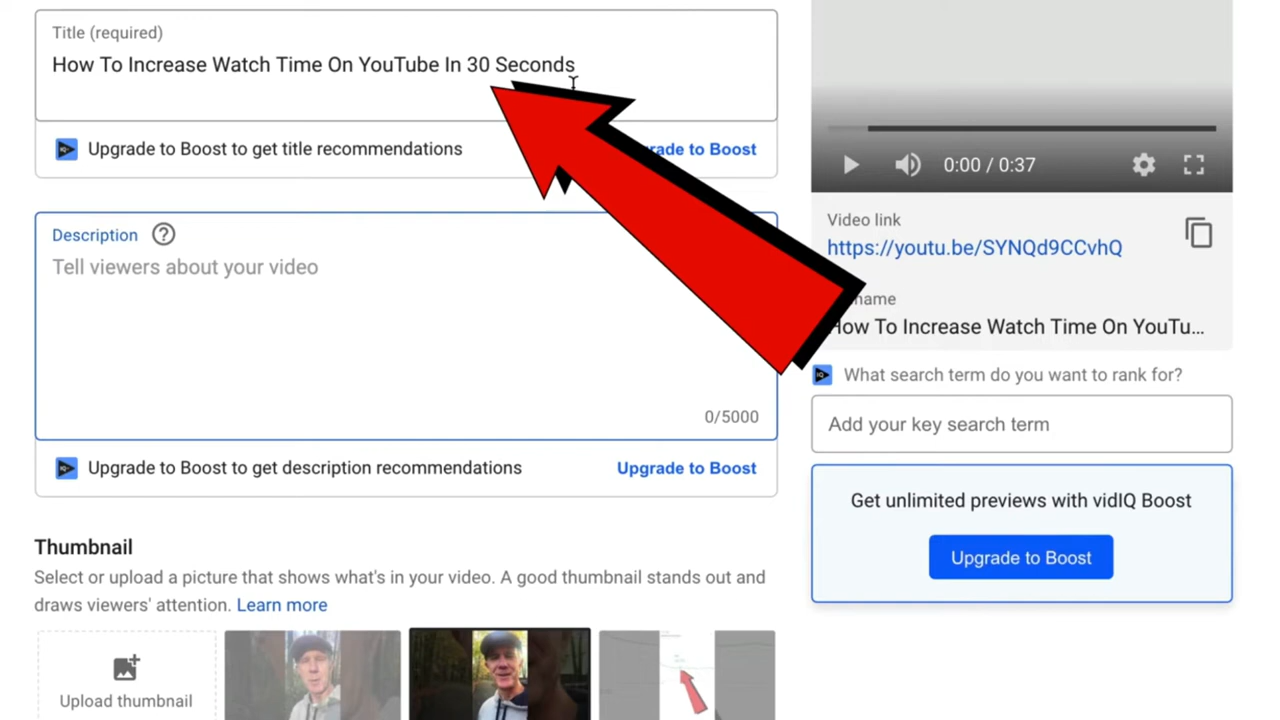 Title (required)
How To Increase Watch Time On YouTube In 30 Seconds
Upgrade to Boost to get title recommendations
to Boost
Description
Tell viewers about your video
0/5000
Upgrade to Boost to get description recommendations
Upgrade to Boost
Thumbnail
Select or upload a picture that shows what's in your video. A good thumbnail stands out and
draws viewers' attention. Learn more
Upload thumbnail
0:00 / 0:37
Video link
https://youtu.be/SYNQd9CCvhQ
How To Increase Watch Time On YouTu...
What search term do you want to rank for?
Add your key search term
Get unlimited previews with vidIQ Boost
Upgrade to Boost